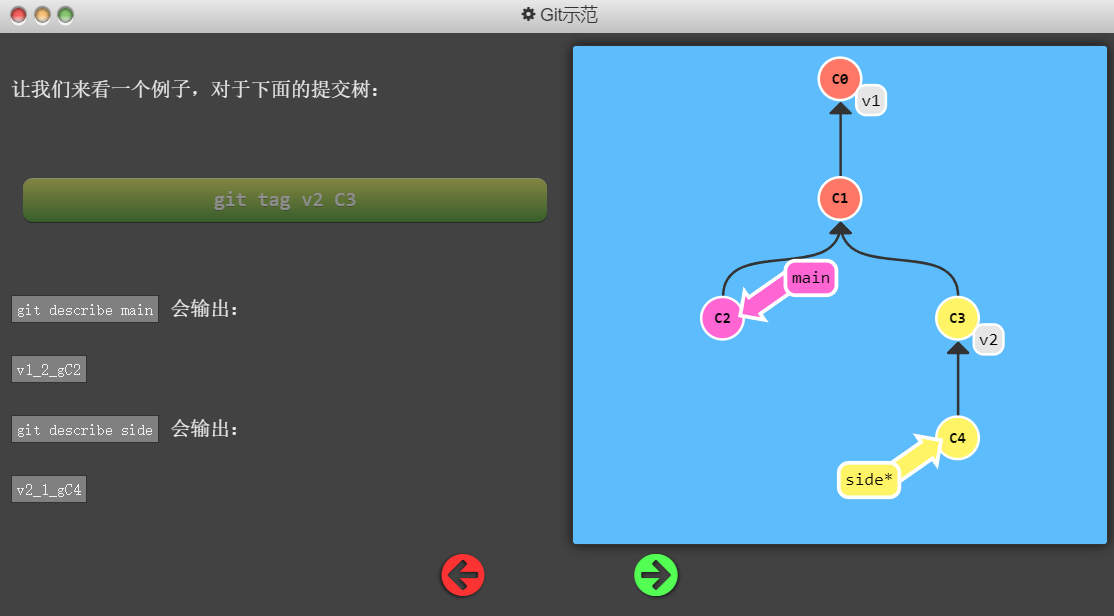 Git示范
让我们来看一个例子，对于下面的提交树：
git tag v2 C3
git describe main 会输出：
v1_2_gC2
git describe side 会输出：
v2_1_gC4
C0
v1
C1
main
C2
C3
v2
C4
side*